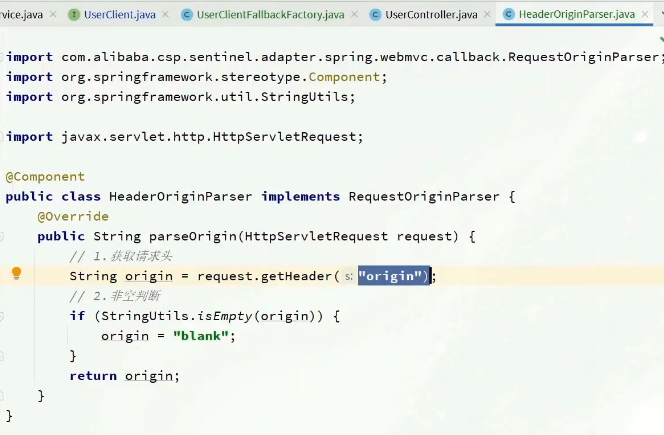 rvice.java × UserClient.java × UserClientFallbackFactory.java × UserController.java × HeaderOriginParser.java ×
import com.alibaba.csp.sentinel.adapter.spring.webmvc.callback.RequestOriginParser;
import org.springframework.stereotype.Component;
import org.springframework.util.StringUtils;
import javax.servlet.http.HttpServletRequest;
@Component
public class HeaderOriginParser implements RequestOriginParser {
@Override
public String parseOrigin(HttpServletRequest request) {
// 1.获取请求头
String origin = request.getHeader( s: "origin");
// 2.非空判断
if (StringUtils.isEmpty(origin)) {
origin = "blank";
}
return origin;
}
}